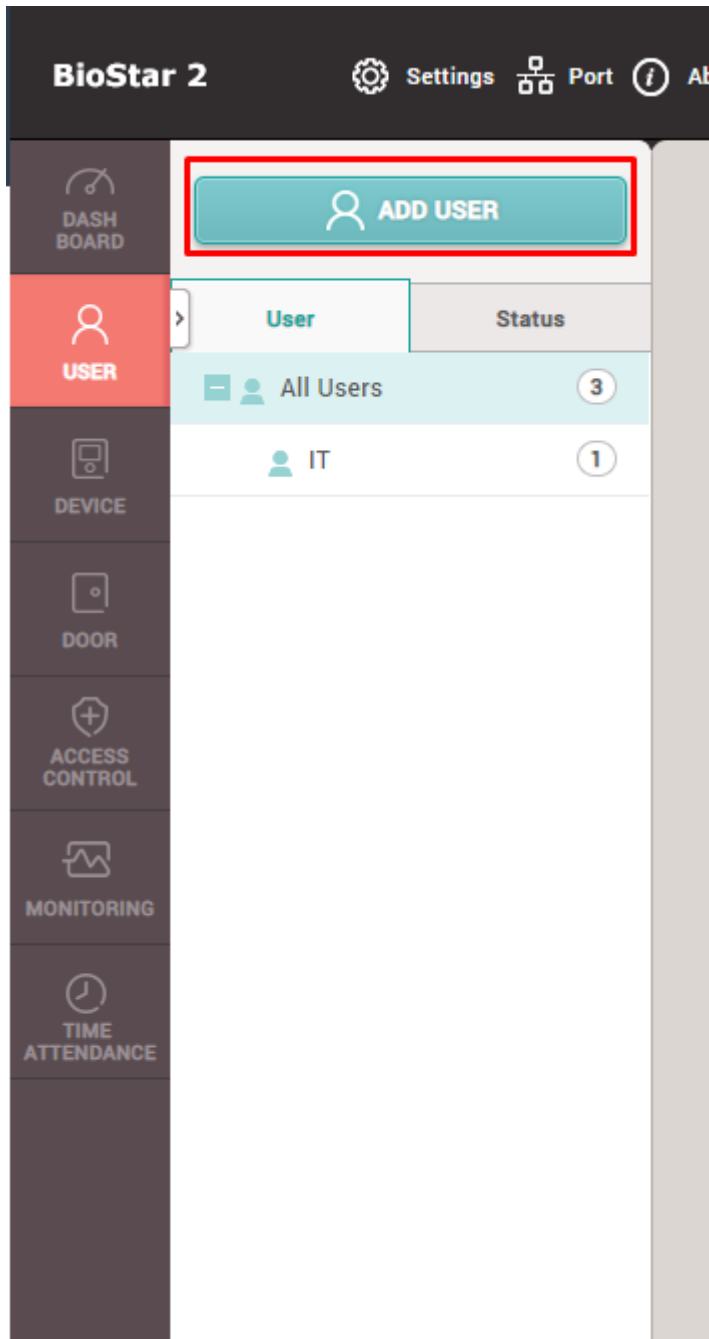 BioStar 2
Settings
Port
DASH
BOARD
ADD USER
USER
User
Status
All Users
3
IT
1
DEVICE
DOOR
ACCESS
CONTROL
MONITORING
TIME
ATTENDANCE